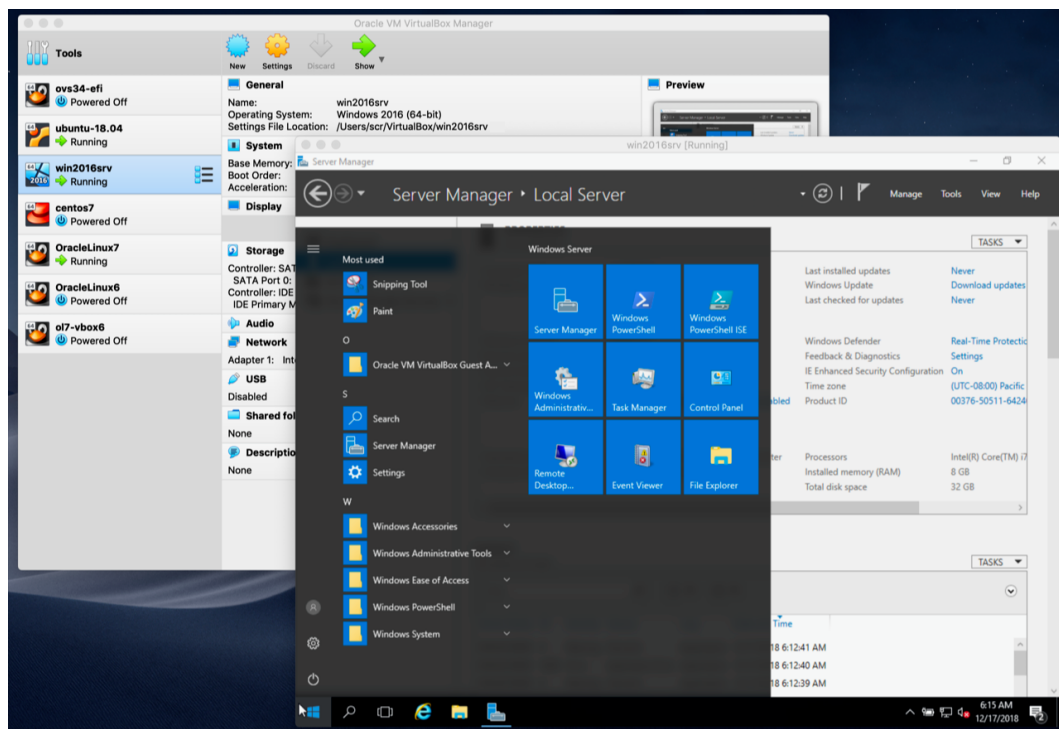 Oracle VM VirtualBox Manager
Tools
New Settings Discard Show
ovs34-efi
Powered Off
ubuntu-18.04
Running
win2016srv
Running
centos7
Powered Off
OracleLinux7
Running
OracleLinux6
Powered Off
ol7-vbox6
Powered Off
General
Name: win2016srv
Operating System: Windows 2016 (64-bit)
Settings File Location: /Users/scr/VirtualBox/win2016srv
System
Base Memory:
Boot Order:
Acceleration:
Display
Storage
Controller: SAT
SATA Port 0:
Controller: IDE
IDE Primary M
Audio
Network
Adapter 1: Int
USB
Disabled
Shared fol
None
Descriptio
None
Preview
win2016srv [Running]
Server Manager
Server Manager Local Server
Manage Tools View Help
Most used
Snipping Tool
Paint
O
Oracle VM VirtualBox Guest A...
S
Search
Server Manager
Settings
W
Windows Accessories
Windows Administrative Tools
Windows Ease of Access
Windows PowerShell
Windows System
Windows Server
Server Manager
Windows PowerShell
Windows PowerShell ISE
Windows Administrativ...
Task Manager
Control Panel
Remote Desktop...
Event Viewer
File Explorer
TASKS
Last installed updates Never
Windows Update Download updates
Last checked for updates Never
Windows Defender Real-Time Protectic
Feedback & Diagnostics Settings
IE Enhanced Security Configuration On
Time zone (UTC-08:00) Pacific
Product ID 00376-50511-6424
Processors Intel(R) Core(TM) i7
Installed memory (RAM) 8 GB
Total disk space 32 GB
TASKS
Time
18 6:12:41 AM
18 6:12:40 AM
18 6:12:39 AM
6:15 AM
12/17/2018
2